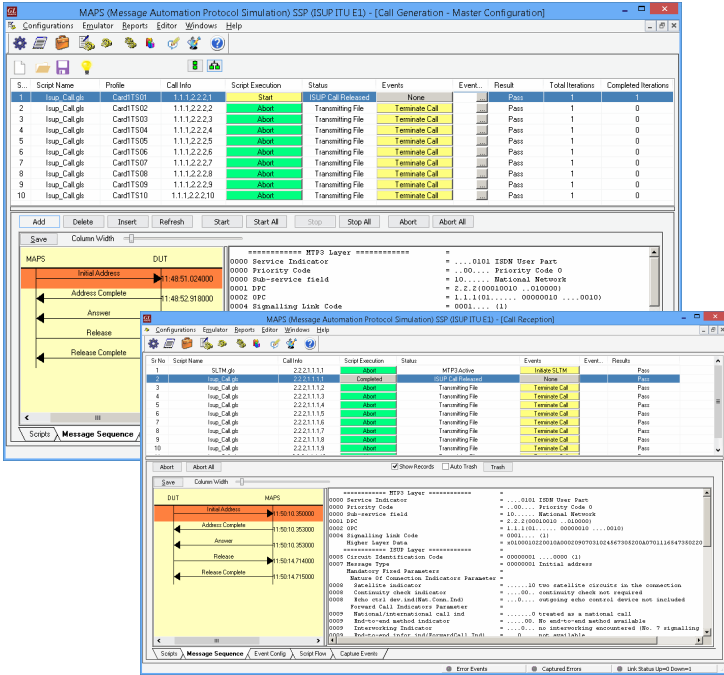 MAPS (Message Automation Protocol Simulation) SSP (ISUP ITU E1) - [Call Generation - Master Configuration]
Configurations Emulator Reports Editor Windows Help
S... Script Name Profile Call Info Script Execution Status Events Event... Result Total Iterations Completed Iterations
1 Isup_Call.gls Card1TS01 1.1.1,2.2.2,1 Start ISUP Call Released None ... Pass 1 1
2 Isup_Call.gls Card1TS02 1.1.1,2.2.2,2 Abort Transmitting File Terminate Call ... Pass 1 0
3 Isup_Call.gls Card1TS03 1.1.1,2.2.2,3 Abort Transmitting File Terminate Call ... Pass 1 0
4 Isup_Call.gls Card1TS04 1.1.1,2.2.2,4 Abort Transmitting File Terminate Call ... Pass 1 0
5 Isup_Call.gls Card1TS05 1.1.1,2.2.2,5 Abort Transmitting File Terminate Call ... Pass 1 0
6 Isup_Call.gls Card1TS06 1.1.1,2.2.2,6 Abort Transmitting File Terminate Call ... Pass 1 0
7 Isup_Call.gls Card1TS07 1.1.1,2.2.2,7 Abort Transmitting File Terminate Call ... Pass 1 0
8 Isup_Call.gls Card1TS08 1.1.1,2.2.2,8 Abort Transmitting File Terminate Call ... Pass 1 0
9 Isup_Call.gls Card1TS09 1.1.1,2.2.2,9 Abort Transmitting File Terminate Call ... Pass 1 0
10 Isup_Call.gls Card1TS10 1.1.1,2.2.2,10 Abort Transmitting File Terminate Call ... Pass 1 0
Add Delete Insert Refresh Start Start All Stop Stop All Abort Abort All
Save Column Width
MAPS DUT
Initial Address 11:48:51.024000
Address Complete 11:48:52.918000
Answer
Release
Release Complete
============ MTP3 Layer ============ =
0000 Service Indicator = ....0101 ISDN User Part
0000 Priority Code = ..00.... Priority Code 0
0000 Sub-service field = 10...... National Network
0001 DPC = 2.2.2(00010010 ..010000)
0002 OPC = 1.1.1(01...... 00000010 ....0010)
0004 Signalling Link Code = 0001.... (1)
Scripts Message Sequence
MAPS (Message Automation Protocol Simulation) SSP (ISUP ITU E1) - [Call Reception]
Configurations Emulator Reports Editor Windows Help
Sr No Script Name Call Info Script Execution Status Events Event... Results
1 SLTM.gls 2.2.2,1.1.1,1 Abort MTP3 Active Initiate SLTM Pass
2 Isup_Call.gls 2.2.2,1.1.1,1 Completed ISUP Call Released None Pass
3 Isup_Call.gls 2.2.2,1.1.1,2 Abort Transmitting File Terminate Call Pass
4 Isup_Call.gls 2.2.2,1.1.1,3 Abort Transmitting File Terminate Call Pass
5 Isup_Call.gls 2.2.2,1.1.1,4 Abort Transmitting File Terminate Call Pass
6 Isup_Call.gls 2.2.2,1.1.1,5 Abort Transmitting File Terminate Call Pass
7 Isup_Call.gls 2.2.2,1.1.1,6 Abort Transmitting File Terminate Call Pass
8 Isup_Call.gls 2.2.2,1.1.1,7 Abort Transmitting File Terminate Call Pass
9 Isup_Call.gls 2.2.2,1.1.1,8 Abort Transmitting File Terminate Call Pass
10 Isup_Call.gls 2.2.2,1.1.1,9 Abort Transmitting File Terminate Call Pass
Abort Abort All Show Records Auto Trash Trash
Save Column Width
DUT MAPS
Initial Address 11:50:10.350000
Address Complete 11:50:10.353000
Answer 11:50:10.353000
Release 11:50:14.714000
Release Complete 11:50:14.715000
============ MTP3 Layer ============ =
0000 Service Indicator = ....0101 ISDN User Part
0000 Priority Code = ..00.... Priority Code 0
0000 Sub-service field = 10...... National Network
0001 DPC = 2.2.2(00010010 ..010000)
0002 OPC = 1.1.1(01...... 00000010 ....0010)
0004 Signalling Link Code = 0001.... (1)
Higher Layer Data
============ ISUP Layer ============ =
0005 Circuit Identification Code = 00000001 ....0000 (1)
0007 Message Type = 00000001 Initial address
Mandatory Fixed Parameters =
Nature Of Connection Indicators Parameter =
0008 Satellite indicator = ......10 two satellite circuits in the connection
0008 Continuity check indicator = ....00.. continuity check not required
0008 Echo ctrl dev.ind(Nat.Conn.Ind) = ...0.... outgoing echo control device not included
Forward Call Indicators Parameter =
0009 National/international call ind = .......0 treated as a national call
0009 End-to-end method indicator = .....00. No end-to-end method available
0009 Interworking Indicator = ....0... no interworking encountered (No. 7 signalling
0009 End-to-end infor ind(ForwardCall Ind) = ...0.... not available
Scripts Message Sequence Event Config Script Flow Capture Events
Error Events Captured Errors Link Status Up=0 Down=1